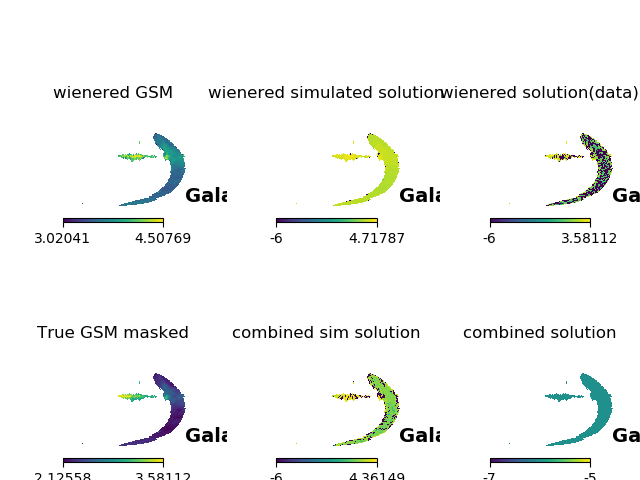 wienered GSM
wienered simulated solution
wienered solution(data)
Gala
Gala
Ga
3.02041 4.50769
-6 4.71787
-6 3.58112
True GSM masked
combined sim solution
combined solution
Gala
Gala
Ga
2.12558 3.58112
-6 4.36149
-7 -5